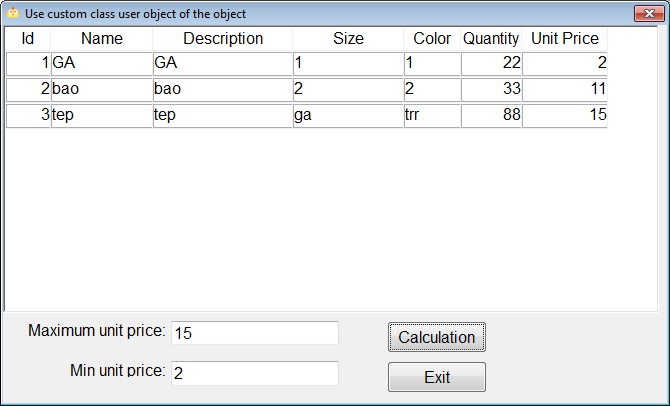 Use custom class user object of the object
Id Name Description Size Color Quantity Unit Price
1 GA GA 1 1 22 2
2 bao bao 2 2 33 11
3 tep tep ga trr 88 15
Maximum unit price: 15 Calculation
Min unit price: 2 Exit